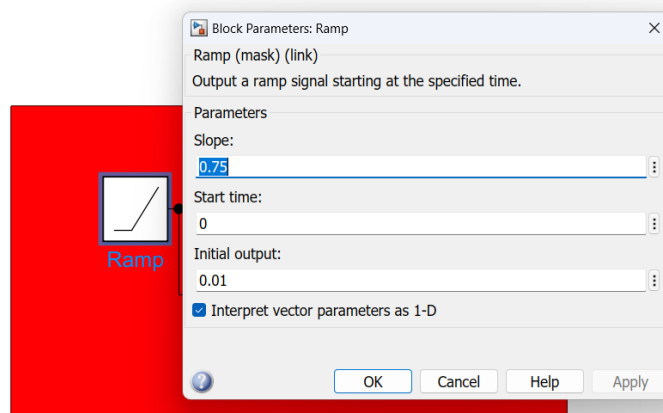 Block Parameters: Ramp
Ramp (mask) (link)
Output a ramp signal starting at the specified time.
Parameters
Slope:
0.75
Start time:
0
Initial output:
0.01
Interpret vector parameters as 1-D
OK Cancel Help Apply
Ramp